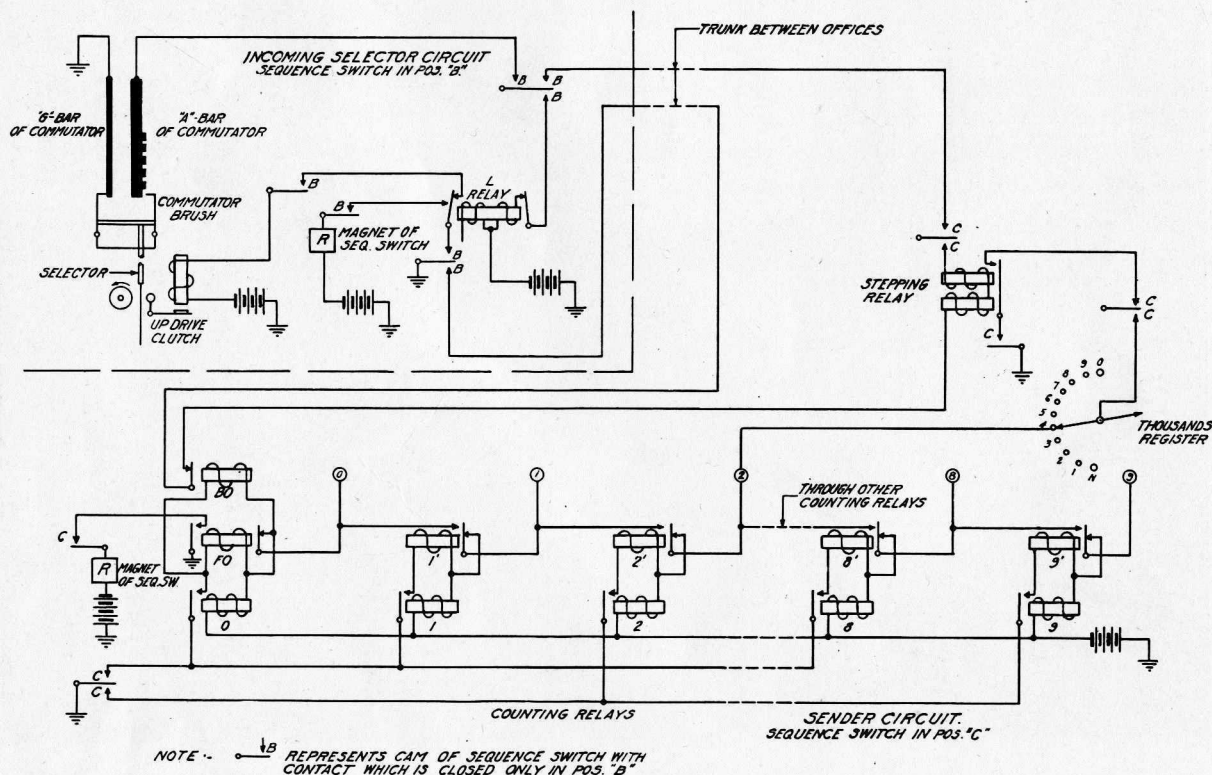 TRUNK BETWEEN OFFICES
INCOMING SELECTOR CIRCUIT
SEQUENCE SWITCH IN POS. "B"
B
B
B
"G"-BAR
OF COMMUTATOR
"A"-BAR
OF COMMUTATOR
COMMUTATOR
BRUSH
B
B
L
RELAY
R
MAGNET OF
SEQ. SWITCH
B
B
SELECTOR
UP DRIVE
CLUTCH
C
C
STEPPING
RELAY
C
C
C
O
9
8
7
6
5
4
3
2
1
N
THOUSANDS
REGISTER
BO
0
1
2
8
9
THROUGH OTHER
COUNTING RELAYS
C
FO
1'
2'
8'
9'
R
MAGNET
OF SEQ. SW.
0
1
2
8
9
C
C
COUNTING RELAYS
SENDER CIRCUIT.
SEQUENCE SWITCH IN POS. "C"
NOTE:- B REPRESENTS CAM OF SEQUENCE SWITCH WITH
CONTACT WHICH IS CLOSED ONLY IN POS. "B"